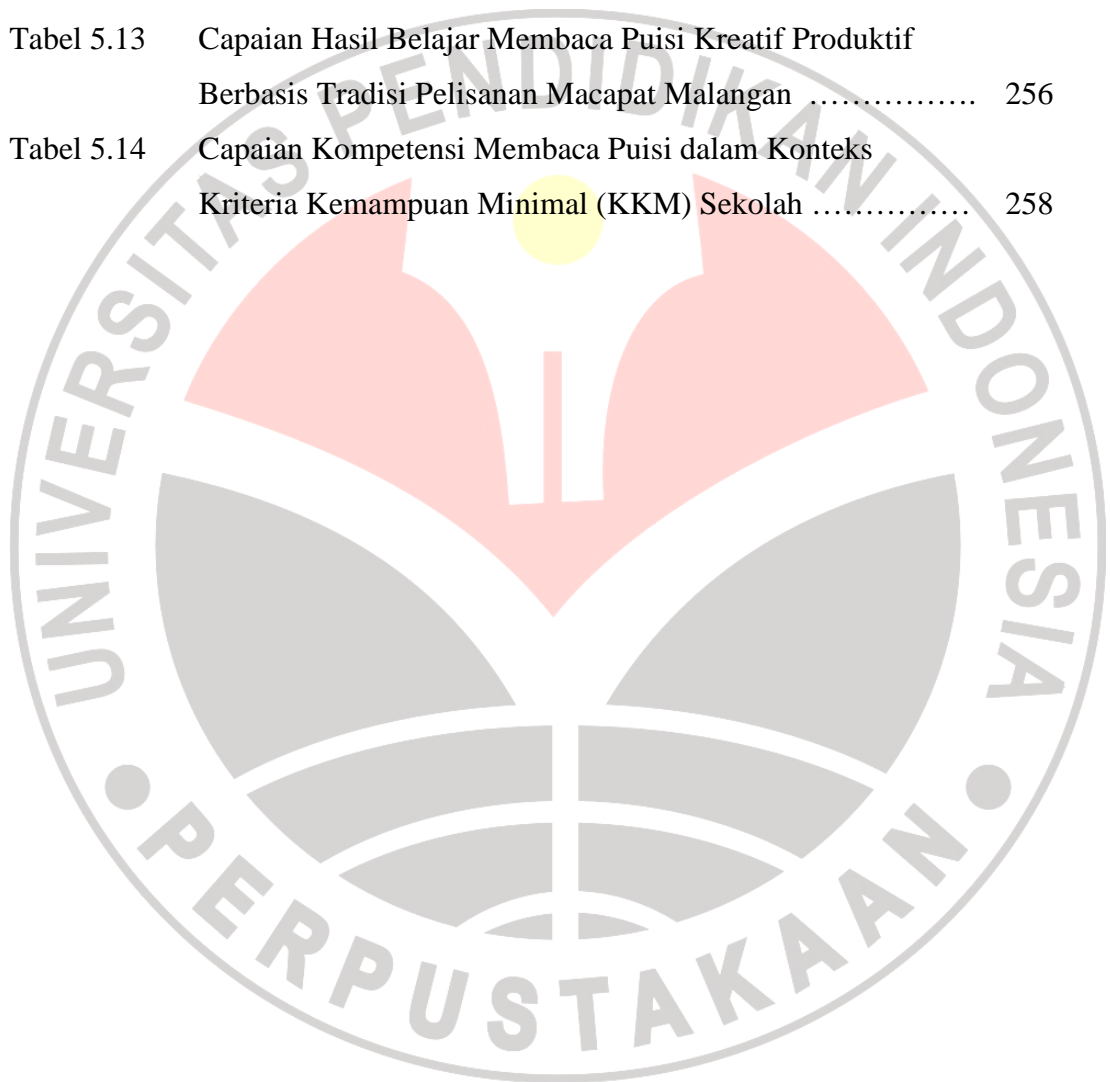 Tabel 5.13 Capaian Hasil Belajar Membaca Puisi Kreatif Produktif
Berbasis Tradisi Pelisanan Macapat Malangan ……………. 256
Tabel 5.14 Capaian Kompetensi Membaca Puisi dalam Konteks
Kriteria Kemampuan Minimal (KKM) Sekolah …………… 258
UNIVERSITAS PENDIDIKAN INDONESIA
PERPUSTAKAAN